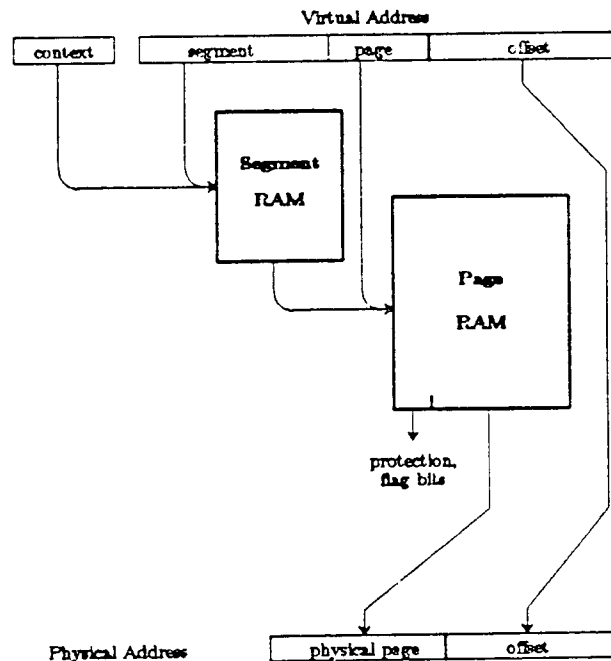 Virtual Address
context
segment
page
offset
Segment
RAM
Page
RAM
protection,
flag bits
Physical Address
physical page
offset